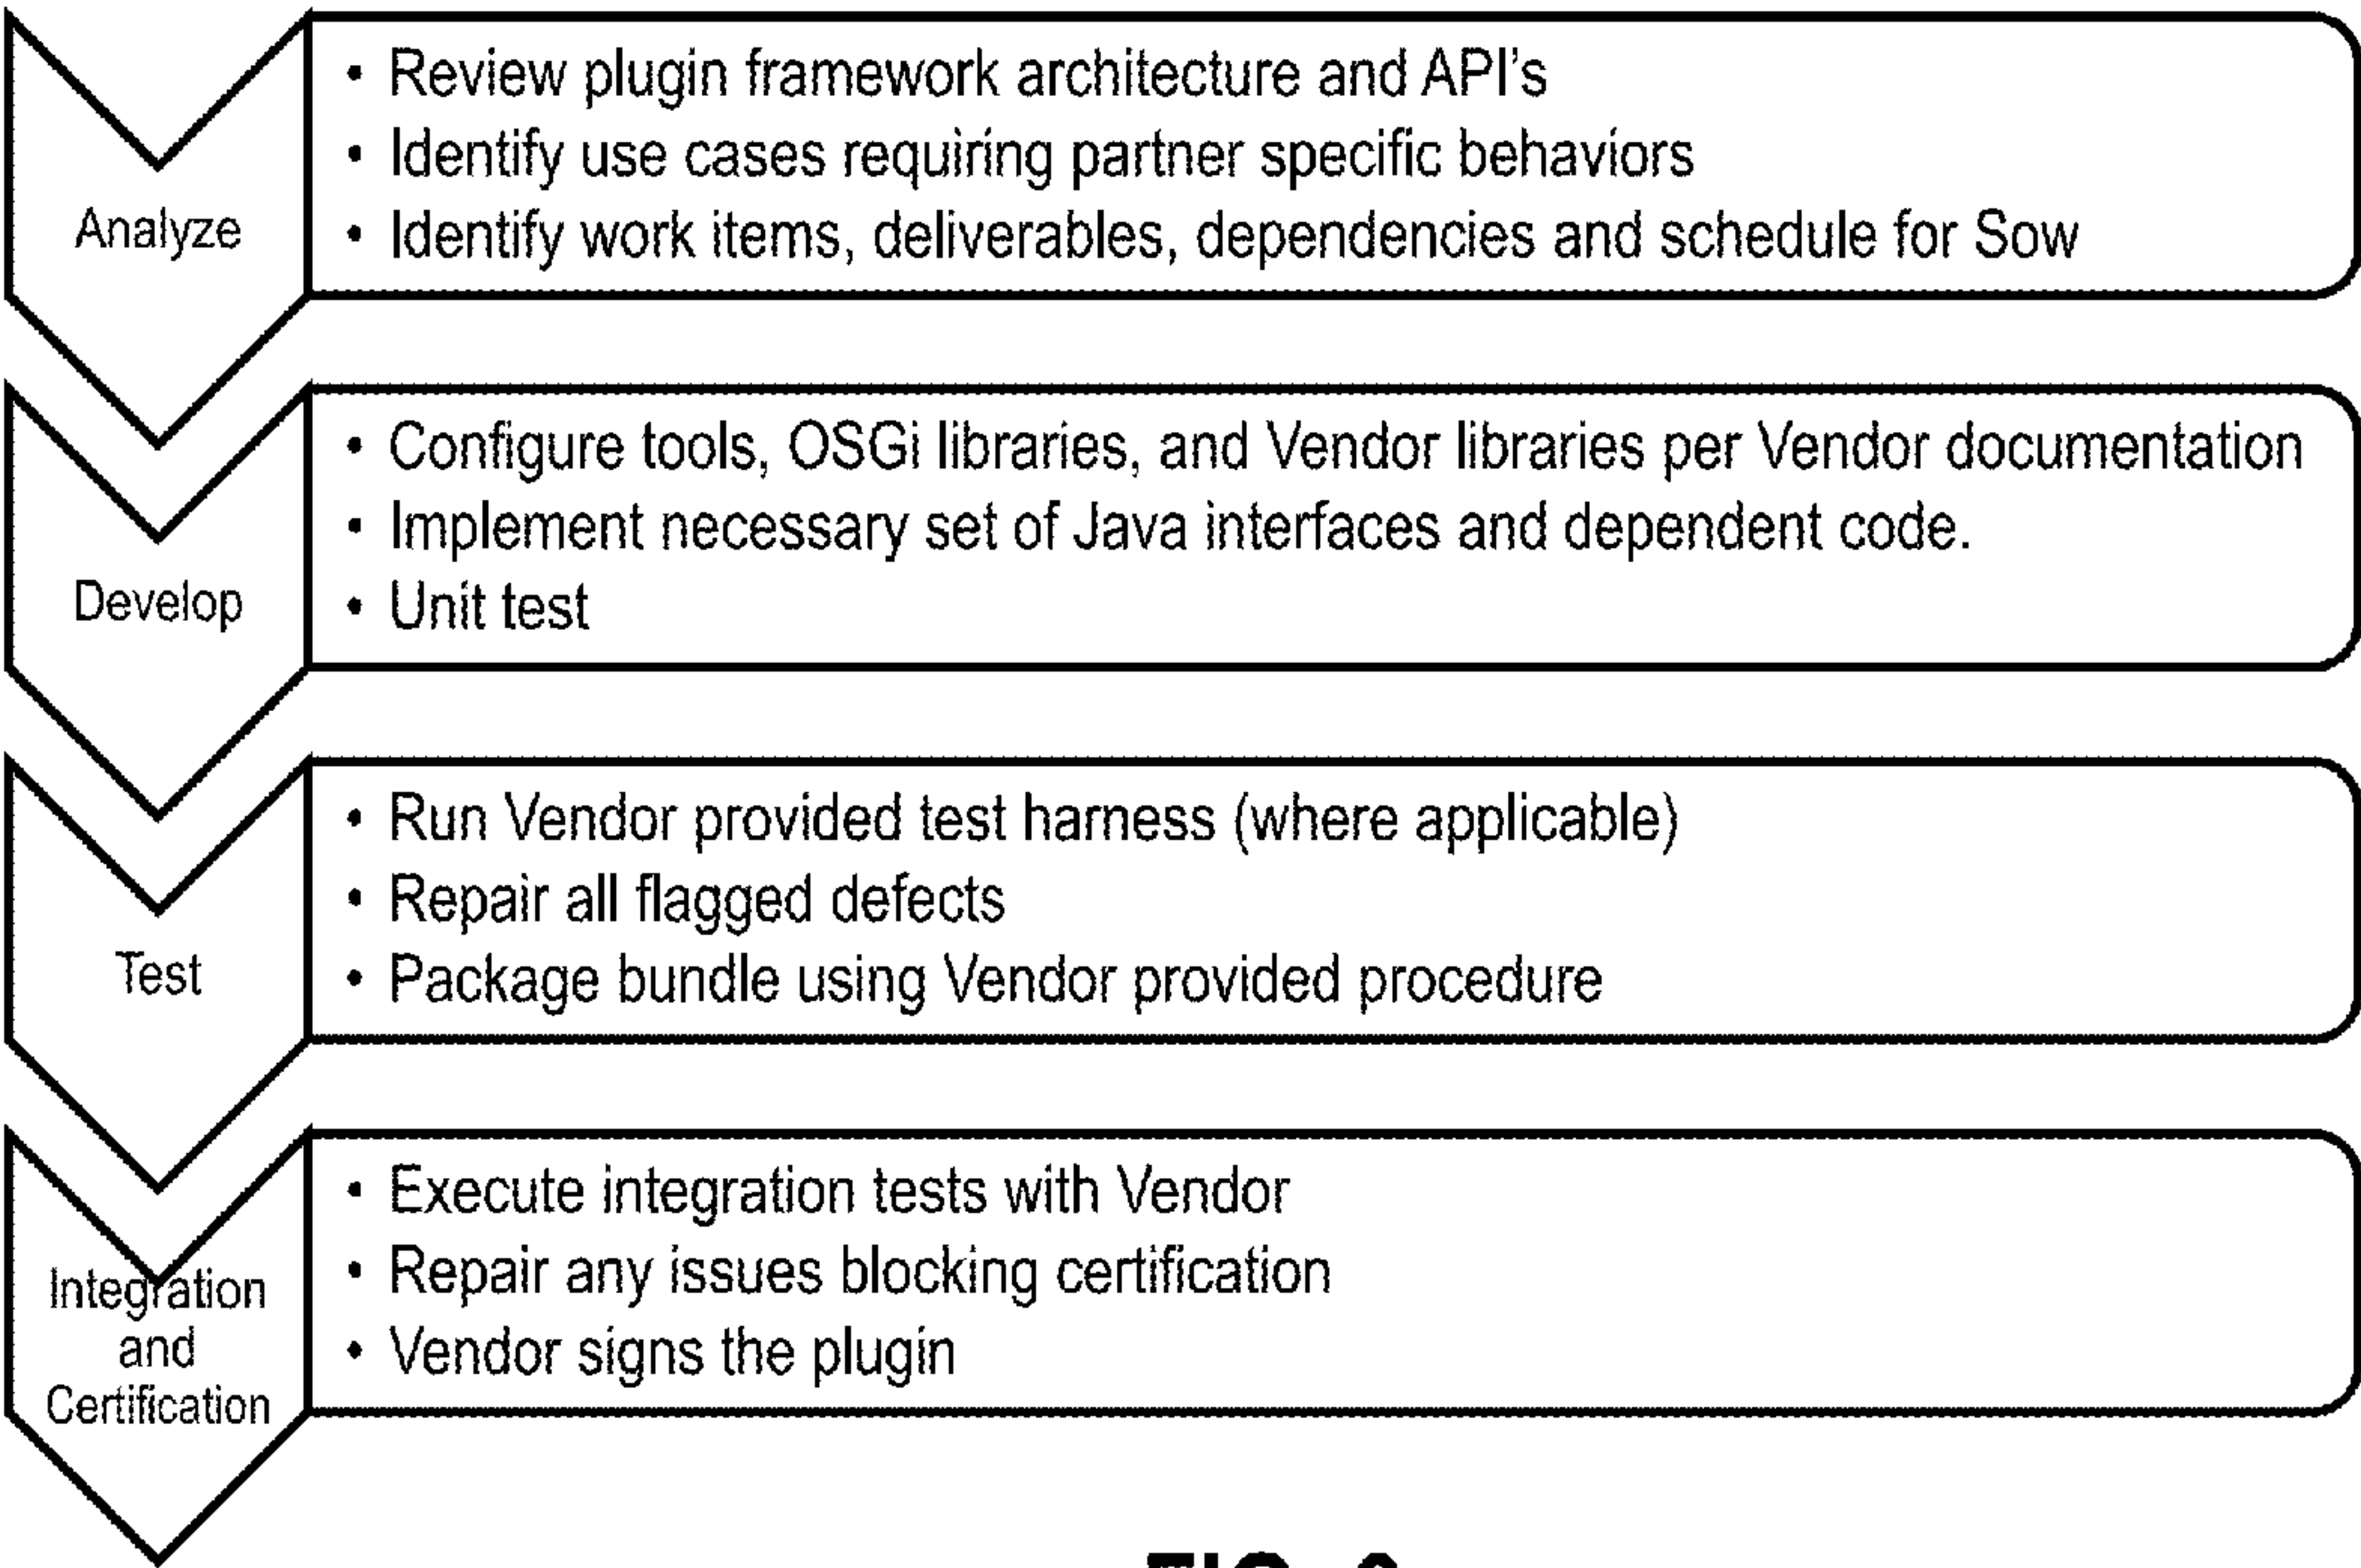 Analyze
• Review plugin framework architecture and API's
• Identify use cases requiring partner specific behaviors
• Identify work items, deliverables, dependencies and schedule for Sow
Develop
• Configure tools, OSGi libraries, and Vendor libraries per Vendor documentation
• Implement necessary set of Java interfaces and dependent code.
• Unit test
Test
• Run Vendor provided test harness (where applicable)
• Repair all flagged defects
• Package bundle using Vendor provided procedure
Integration
and
Certification
• Execute integration tests with Vendor
• Repair any issues blocking certification
• Vendor signs the plugin